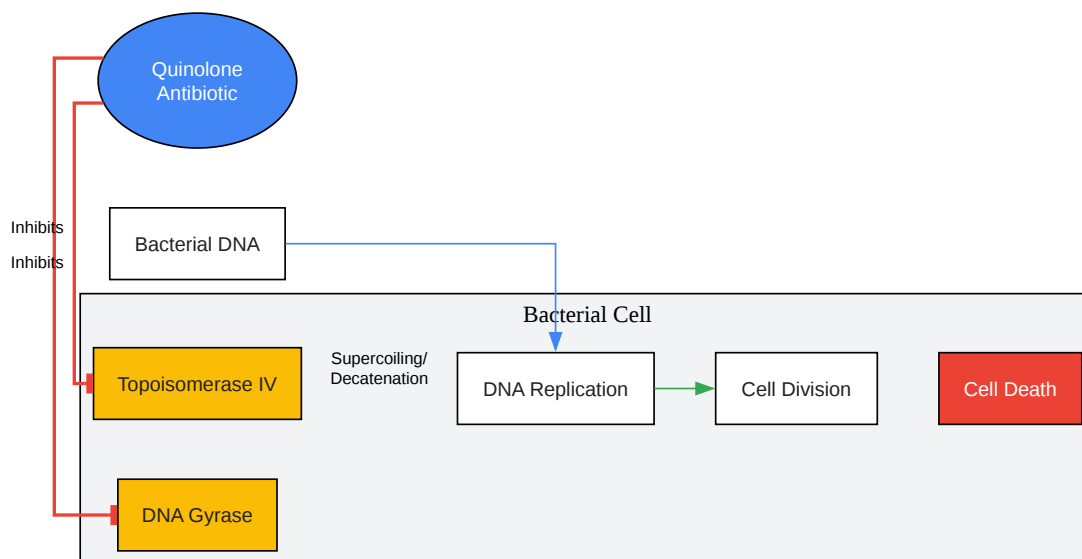 Quinolone
Antibiotic
Inhibits
Inhibits
Bacterial DNA
Bacterial Cell
Topoisomerase IV
Supercoiling/
Decatenation
DNA Replication
Cell Division
Cell Death
DNA Gyrase